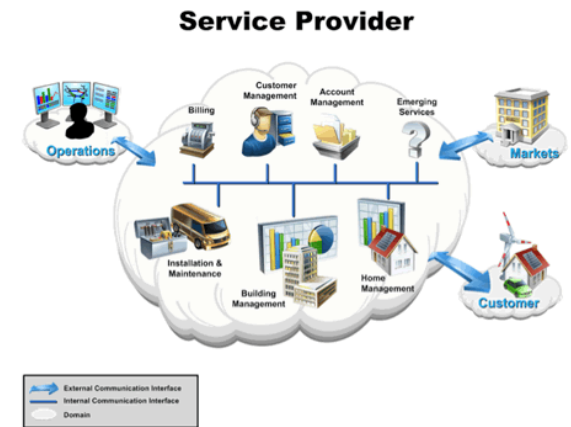 Service Provider
Customer
Management
Account
Management
Emerging
Services
Billing
Operations
Markets
Installation &
Maintenance
Building
Management
Home
Management
Customer
External Communication Interface
Internal Communication Interface
Domain